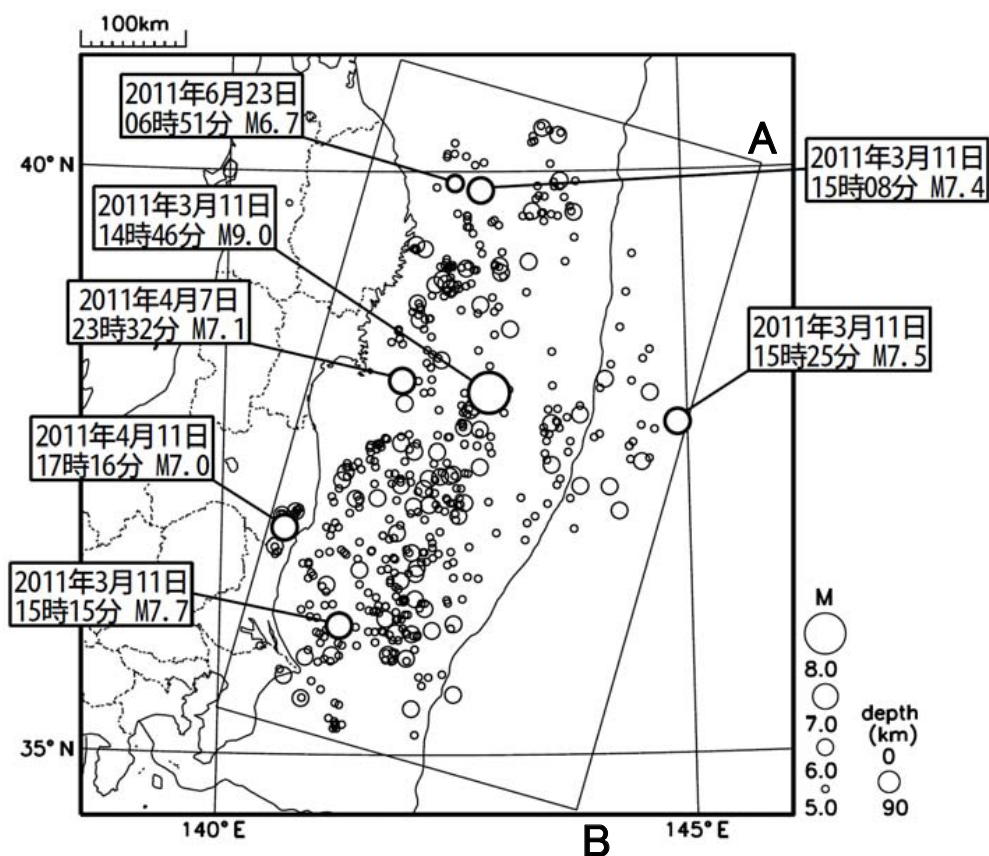 100km
2011年6月23日
06時51分 M6.7
A
40°N
2011年3月11日
15時08分 M7.4
2011年3月11日
14時46分 M9.0
2011年4月7日
23時32分 M7.1
2011年3月11日
15時25分 M7.5
2011年4月11日
17時16分 M7.0
2011年3月11日
15時15分 M7.7
M
8.0
7.0
6.0
5.0
depth
(km)
0
90
35°N
140°E
B
145°E